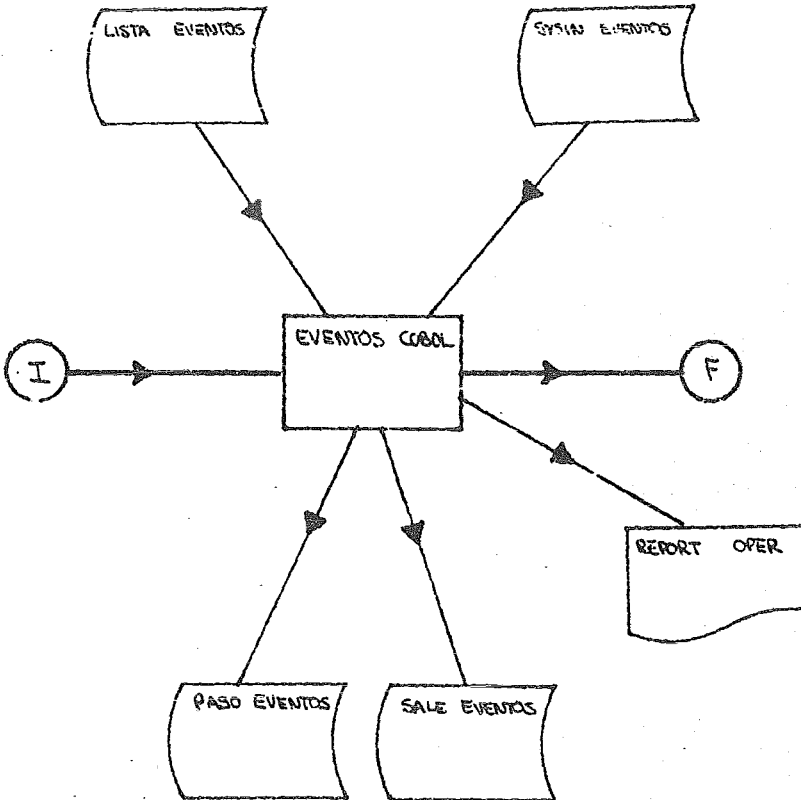 LISTA EVENTOS
SYSIN EVENTOS
EVENTOS COBOL
I
F
REPORT OPER
PASO EVENTOS
SALE EVENTOS